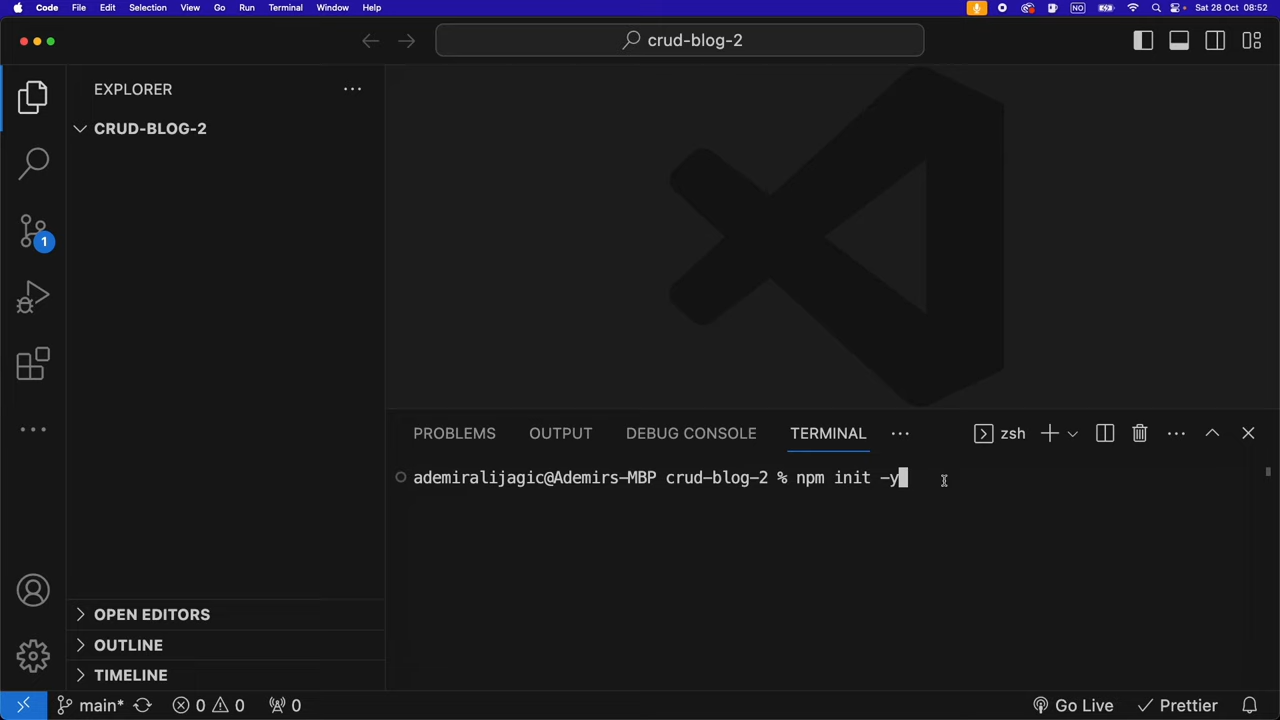 Code File Edit Selection View Go Run Terminal Window Help NO Sat 28 Oct 08:52
crud-blog-2
EXPLORER
CRUD-BLOG-2
1
PROBLEMS OUTPUT DEBUG CONSOLE TERMINAL zsh
ademiralijagic@Ademirs-MBP crud-blog-2 % npm init -y
OPEN EDITORS
OUTLINE
TIMELINE
main* 0 0 0 Go Live Prettier